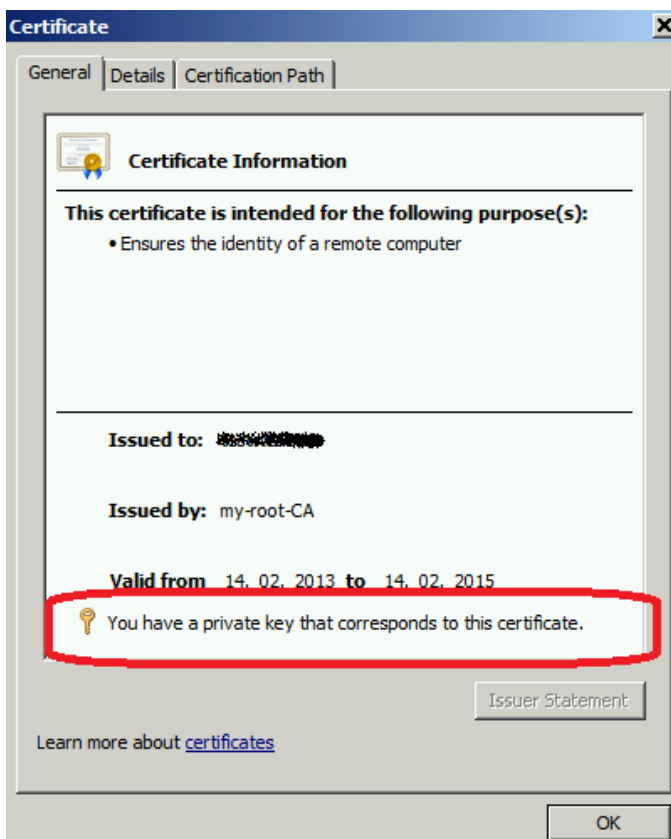 Certificate
General Details Certification Path
Certificate Information
This certificate is intended for the following purpose(s):
• Ensures the identity of a remote computer
Issued to:
Issued by: my-root-CA
Valid from 14. 02. 2013 to 14. 02. 2015
You have a private key that corresponds to this certificate.
Issuer Statement
Learn more about certificates
OK